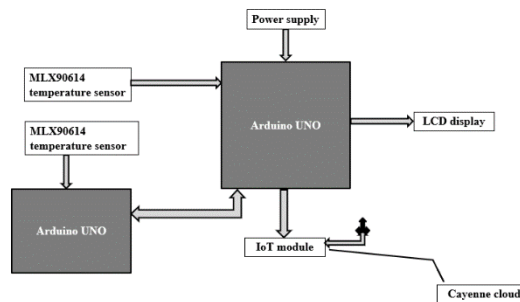 Power supply
MLX90614
temperature sensor
Arduino UNO
LCD display
MLX90614
temperature sensor
Arduino UNO
IoT module
Cayenne cloud